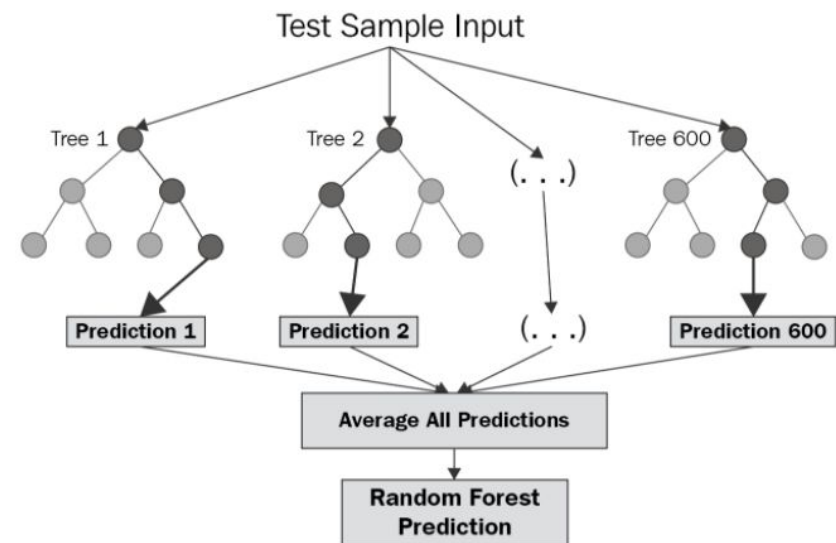 Test Sample Input
Tree 1
Tree 2
Tree 600
(. . .)
Prediction 1
Prediction 2
(. . .)
Prediction 600
Average All Predictions
Random Forest
Prediction